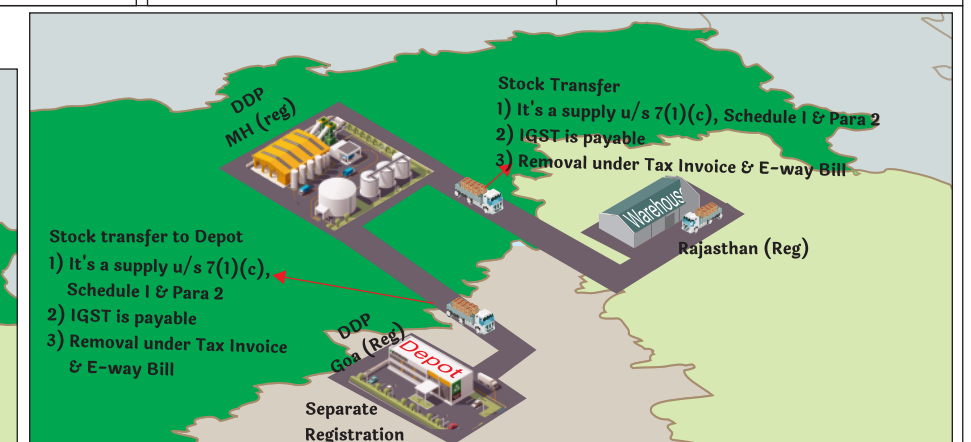 DDP
MH (reg)
Stock Transfer
1) It's a supply u/s 7(1)(c), Schedule I & Para 2
2) IGST is payable
3) Removal under Tax Invoice & E-way Bill
Warehouse
Rajasthan (Reg)
Stock transfer to Depot
1) It's a supply u/s 7(1)(c),
Schedule I & Para 2
2) IGST is payable
3) Removal under Tax Invoice
& E-way Bill
DDP
Goa (Reg)
Depot
Separate
Registration